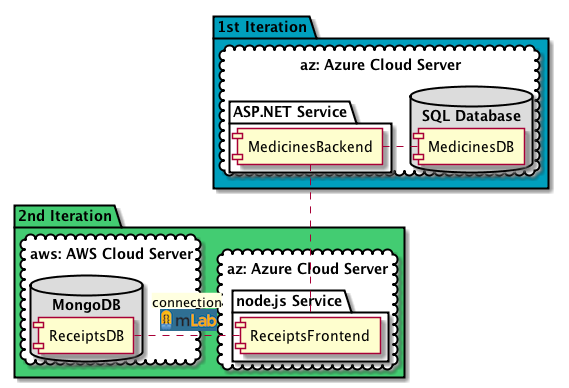 1st Iteration
az: Azure Cloud Server
ASP.NET Service
SQL Database
MedicinesBackend
MedicinesDB
2nd Iteration
aws: AWS Cloud Server
az: Azure Cloud Server
MongoDB
connection
node.js Service
mLab
ReceiptsDB
ReceiptsFrontend